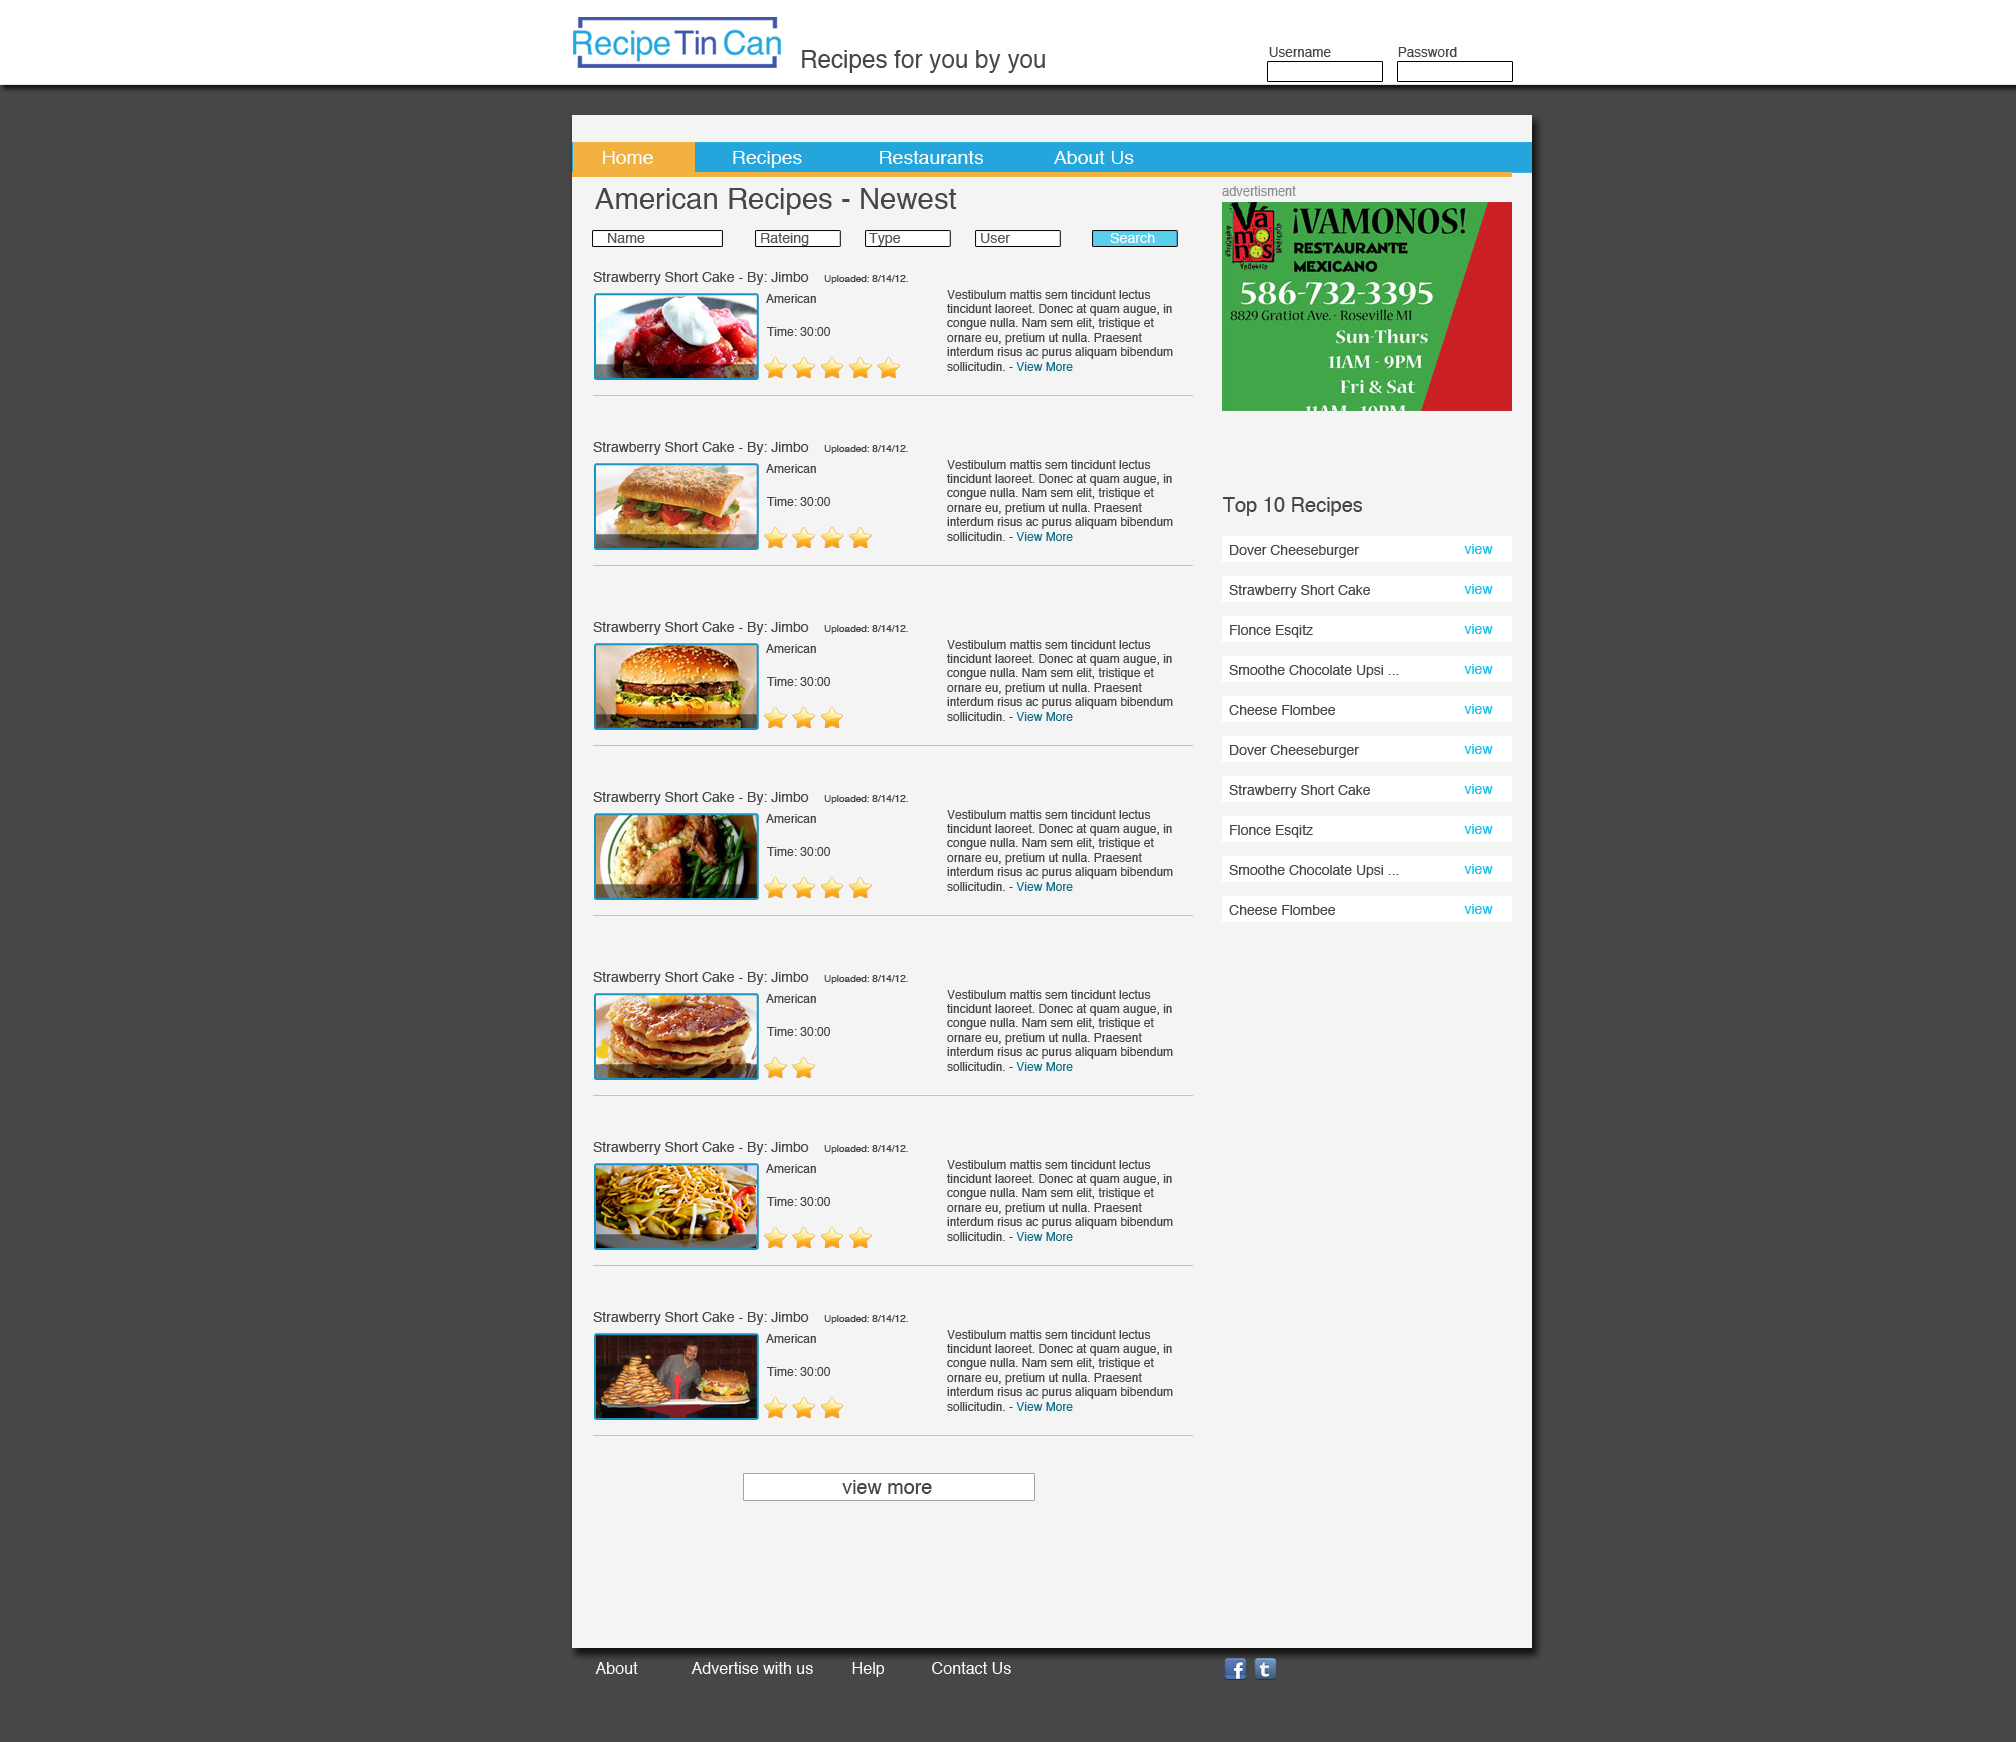 Recipe Tin Can
Recipes for you by you
Username Password
Home Recipes Restaurants About Us
American Recipes - Newest
Name Rateing Type User Search
Strawberry Short Cake - By: Jimbo Uploaded: 8/14/12.
American
Time: 30:00
Vestibulum mattis sem tincidunt lectus
tincidunt laoreet. Donec at quam augue, in
congue nulla. Nam sem elit, tristique et
ornare eu, pretium ut nulla. Praesent
interdum risus ac purus aliquam bibendum
sollicitudin. - View More
Strawberry Short Cake - By: Jimbo Uploaded: 8/14/12.
American
Time: 30:00
Vestibulum mattis sem tincidunt lectus
tincidunt laoreet. Donec at quam augue, in
congue nulla. Nam sem elit, tristique et
ornare eu, pretium ut nulla. Praesent
interdum risus ac purus aliquam bibendum
sollicitudin. - View More
Strawberry Short Cake - By: Jimbo Uploaded: 8/14/12.
American
Time: 30:00
Vestibulum mattis sem tincidunt lectus
tincidunt laoreet. Donec at quam augue, in
congue nulla. Nam sem elit, tristique et
ornare eu, pretium ut nulla. Praesent
interdum risus ac purus aliquam bibendum
sollicitudin. - View More
Strawberry Short Cake - By: Jimbo Uploaded: 8/14/12.
American
Time: 30:00
Vestibulum mattis sem tincidunt lectus
tincidunt laoreet. Donec at quam augue, in
congue nulla. Nam sem elit, tristique et
ornare eu, pretium ut nulla. Praesent
interdum risus ac purus aliquam bibendum
sollicitudin. - View More
Strawberry Short Cake - By: Jimbo Uploaded: 8/14/12.
American
Time: 30:00
Vestibulum mattis sem tincidunt lectus
tincidunt laoreet. Donec at quam augue, in
congue nulla. Nam sem elit, tristique et
ornare eu, pretium ut nulla. Praesent
interdum risus ac purus aliquam bibendum
sollicitudin. - View More
Strawberry Short Cake - By: Jimbo Uploaded: 8/14/12.
American
Time: 30:00
Vestibulum mattis sem tincidunt lectus
tincidunt laoreet. Donec at quam augue, in
congue nulla. Nam sem elit, tristique et
ornare eu, pretium ut nulla. Praesent
interdum risus ac purus aliquam bibendum
sollicitudin. - View More
Strawberry Short Cake - By: Jimbo Uploaded: 8/14/12.
American
Time: 30:00
Vestibulum mattis sem tincidunt lectus
tincidunt laoreet. Donec at quam augue, in
congue nulla. Nam sem elit, tristique et
ornare eu, pretium ut nulla. Praesent
interdum risus ac purus aliquam bibendum
sollicitudin. - View More
view more
advertisment
Vámonos
¡VAMONOS!
RESTAURANTE
MEXICANO
586-732-3395
8829 Gratiot Ave. - Roseville MI
Sun-Thurs
11AM - 9PM
Fri & Sat
11AM - 10PM
Top 10 Recipes
Dover Cheeseburger view
Strawberry Short Cake view
Flonce Esqitz view
Smoothe Chocolate Upsi ... view
Cheese Flombee view
Dover Cheeseburger view
Strawberry Short Cake view
Flonce Esqitz view
Smoothe Chocolate Upsi ... view
Cheese Flombee view
About Advertise with us Help Contact Us f t